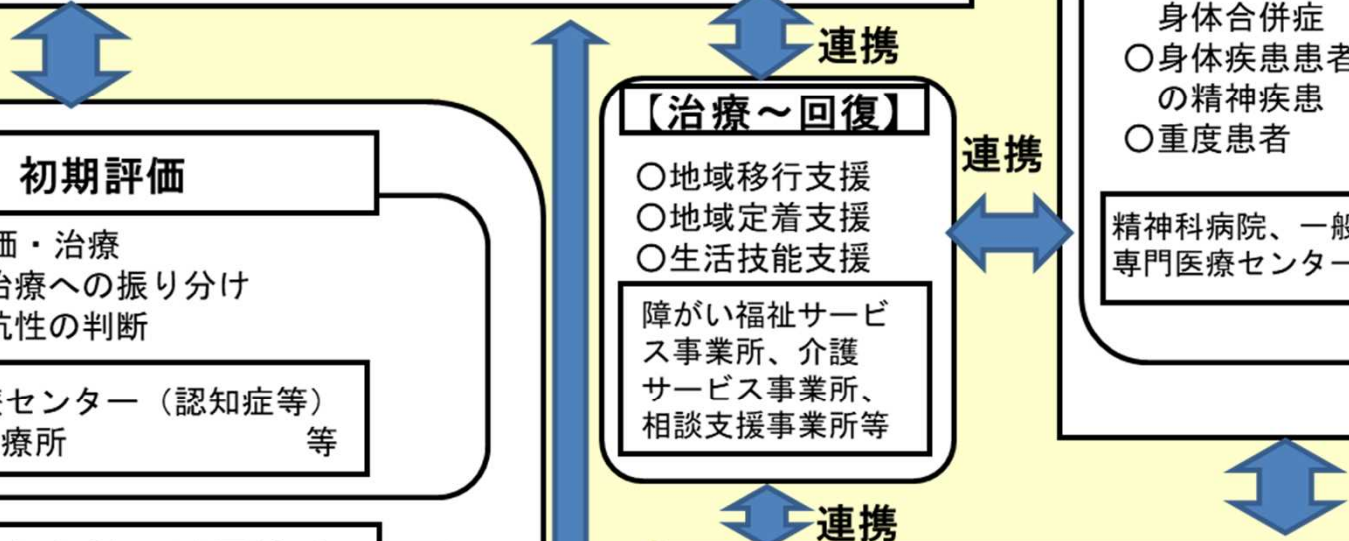 初期評価
価・治療
治療への振り分け
抗性の判断
センター（認知症等）
療所　　　　　　　等
連携
【治療～回復】
○地域移行支援
○地域定着支援
○生活技能支援
障がい福祉サービ
ス事業所、介護
サービス事業所、
相談支援事業所等
連携
連携
身体合併症
○身体疾患患者
の精神疾患
○重度患者
精神科病院、一般
専門医療センター